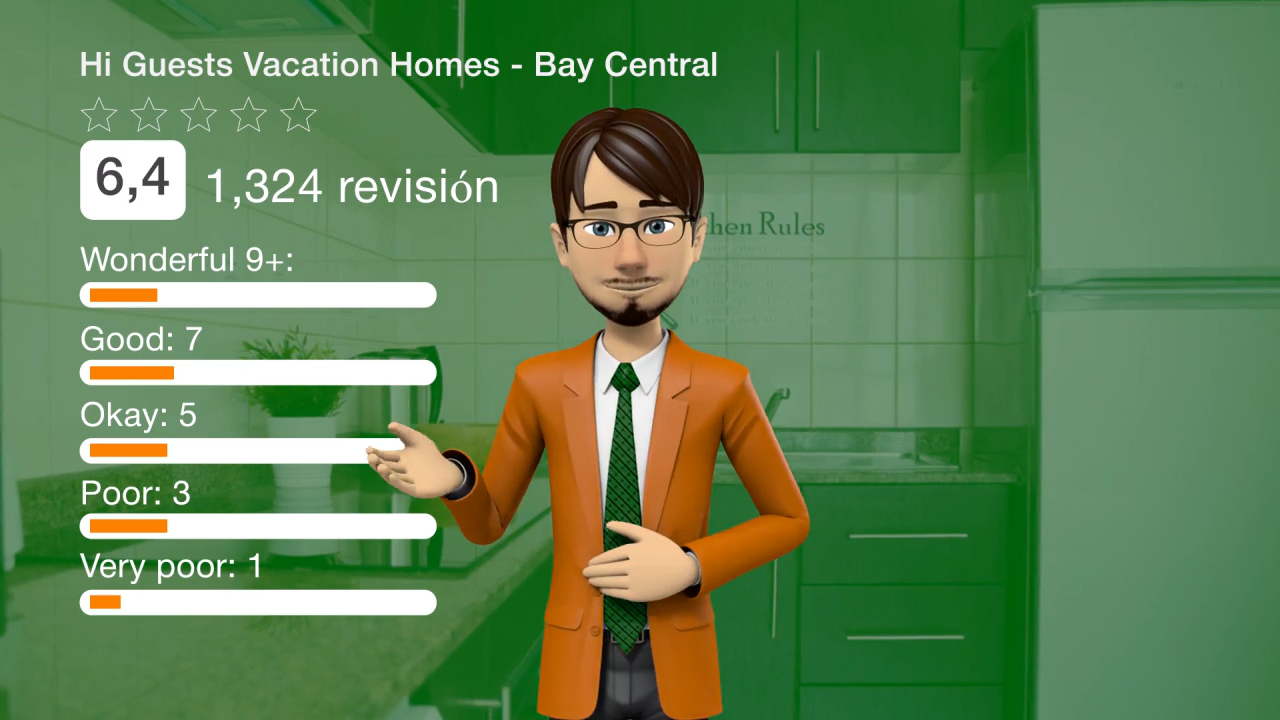 Hi Guests Vacation Homes - Bay Central
6,4 1,324 revisión
hen Rules
Wonderful 9+:
Good: 7
Okay: 5
Poor: 3
Very poor: 1